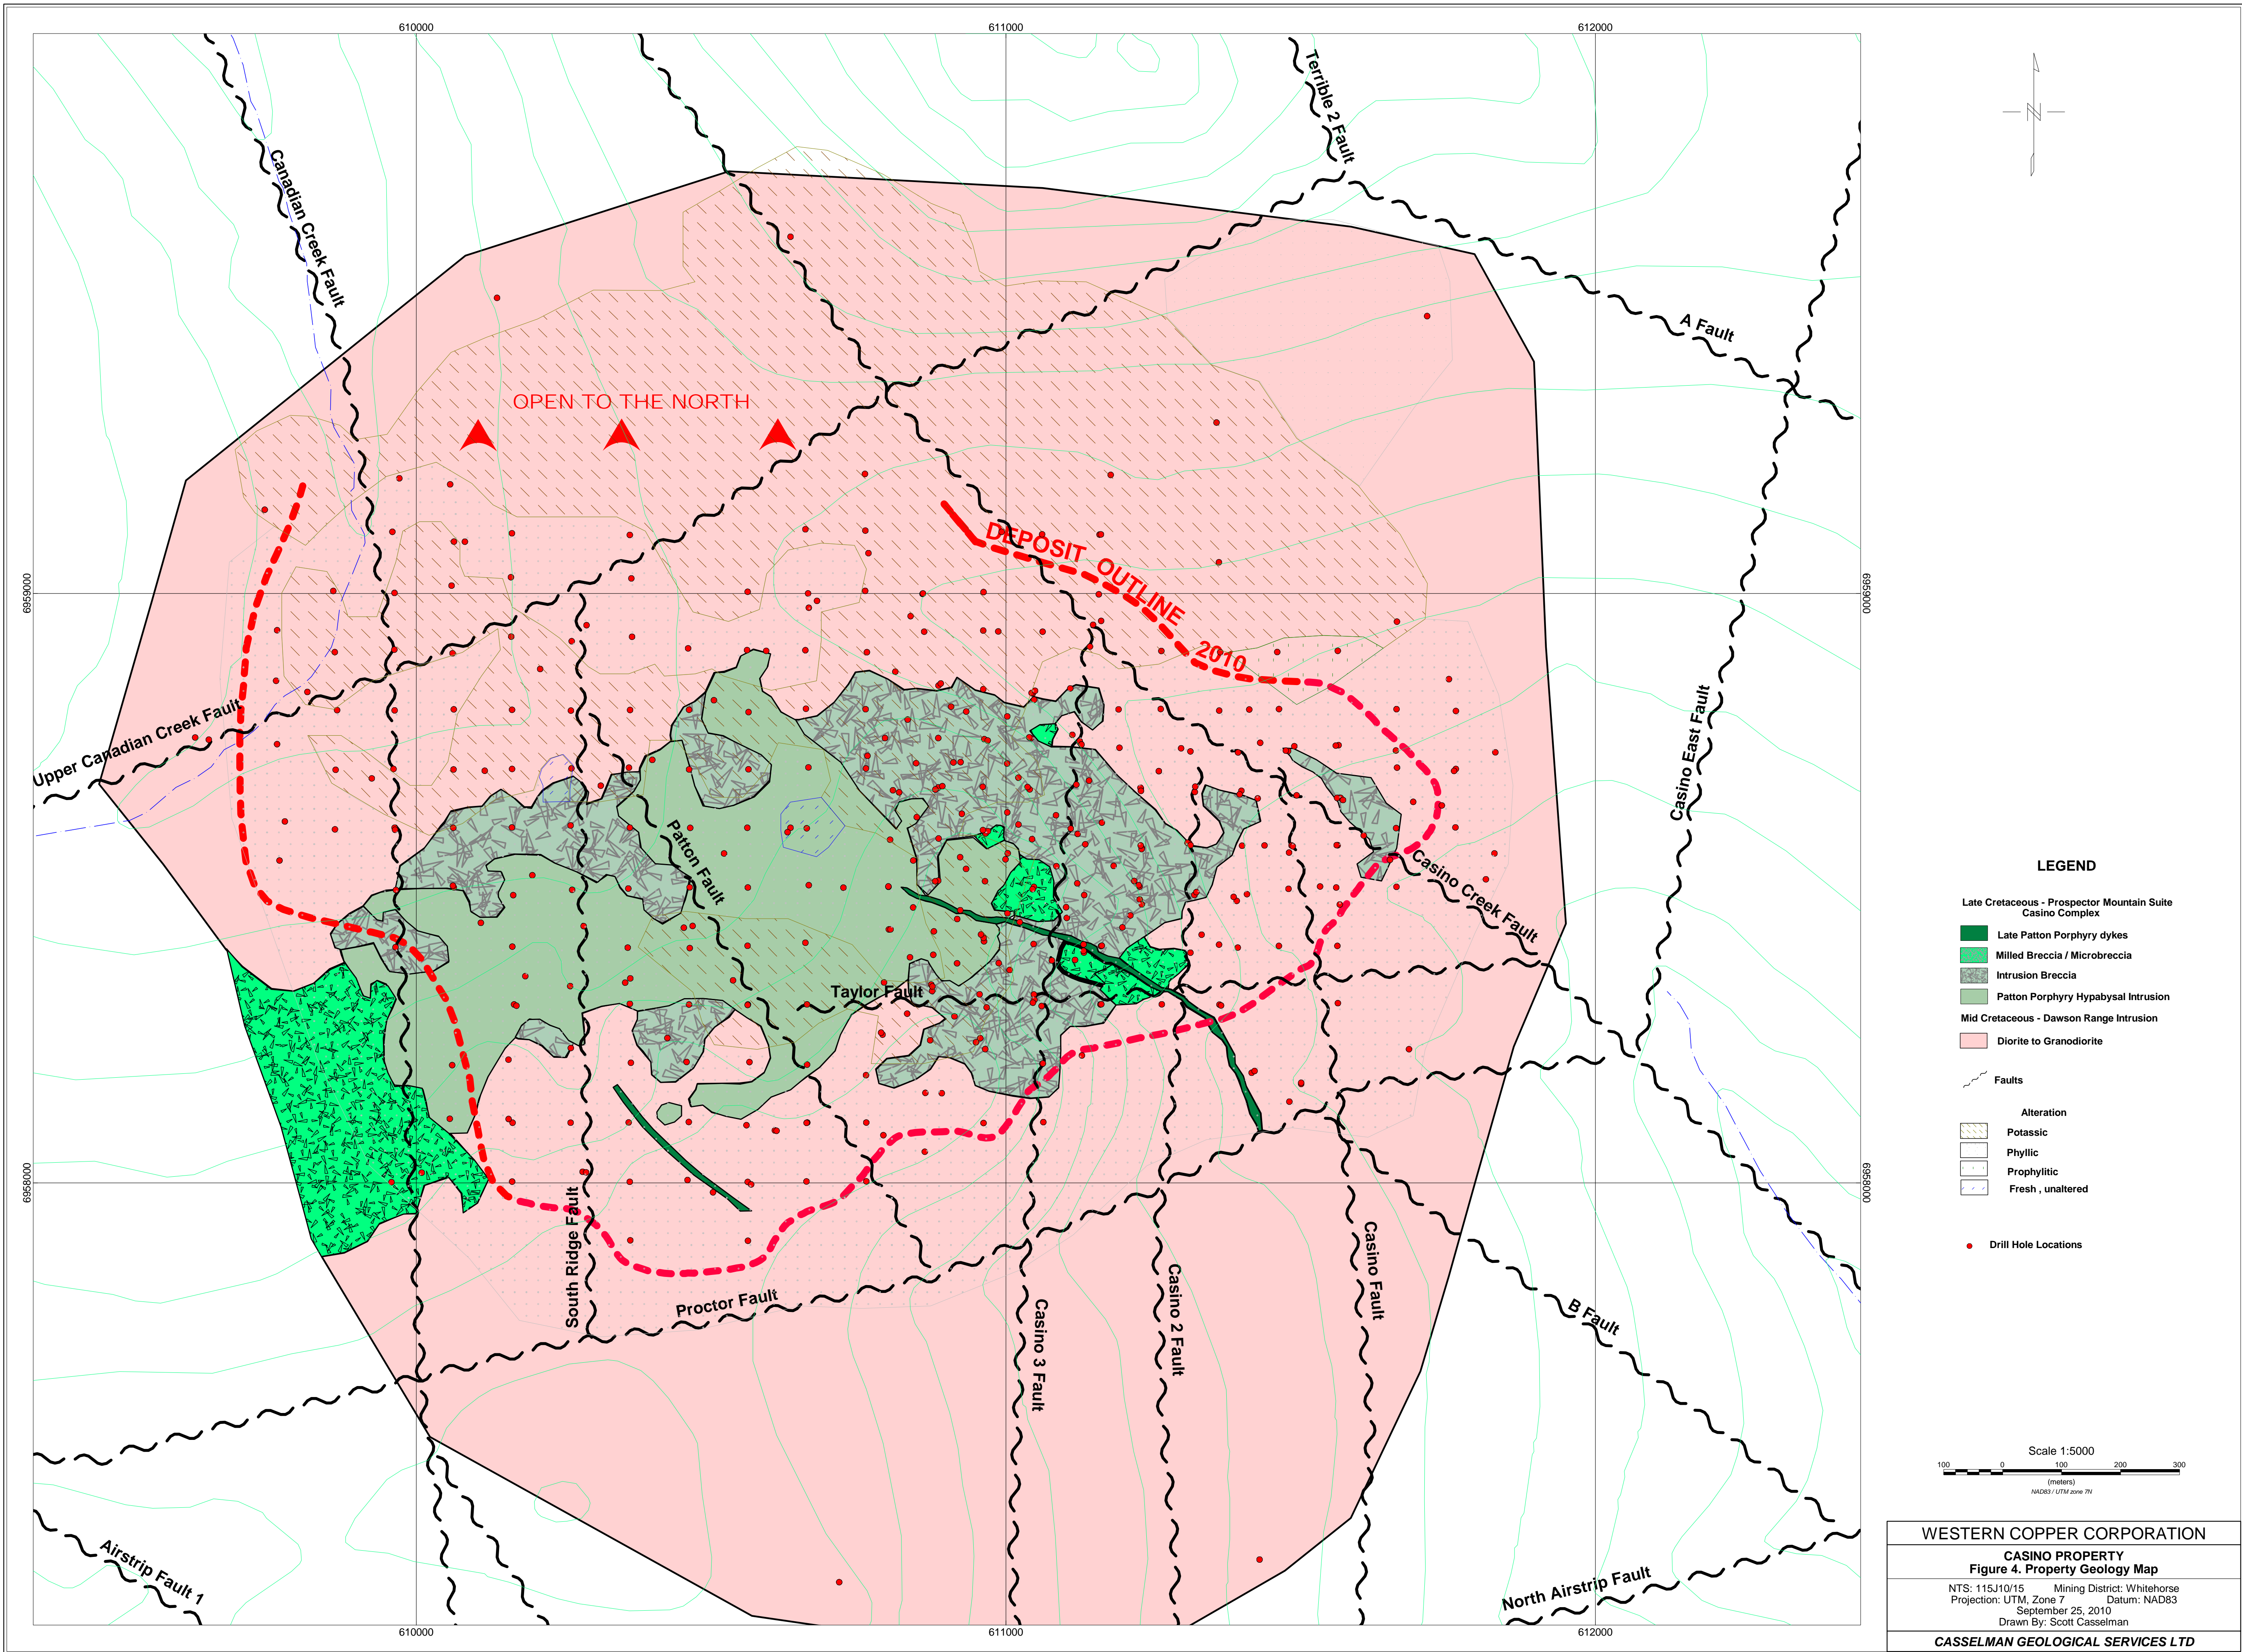 610000
611000
612000
Terrible 2 Fault
Canadian Creek Fault
A Fault
OPEN TO THE NORTH
DEPOSIT OUTLINE 2010
6959000
6959000
Upper Canadian Creek Fault
Casino East Fault
Patton Fault
Casino Creek Fault
Taylor Fault
6958000
6958000
South Ridge Fault
Proctor Fault
Casino 3 Fault
Casino 2 Fault
Casino Fault
B Fault
Airstrip Fault 1
North Airstrip Fault
610000
611000
612000
N
LEGEND
Late Cretaceous - Prospector Mountain Suite
Casino Complex
Late Patton Porphyry dykes
Milled Breccia / Microbreccia
Intrusion Breccia
Patton Porphyry Hypabysal Intrusion
Mid Cretaceous - Dawson Range Intrusion
Diorite to Granodiorite
Faults
Alteration
Potassic
Phyllic
Prophylitic
Fresh , unaltered
Drill Hole Locations
Scale 1:5000
100 0 100 200 300
(meters)
NAD83 / UTM zone 7N
WESTERN COPPER CORPORATION
CASINO PROPERTY
Figure 4. Property Geology Map
NTS: 115J10/15 Mining District: Whitehorse
Projection: UTM, Zone 7 Datum: NAD83
September 25, 2010
Drawn By: Scott Casselman
CASSELMAN GEOLOGICAL SERVICES LTD